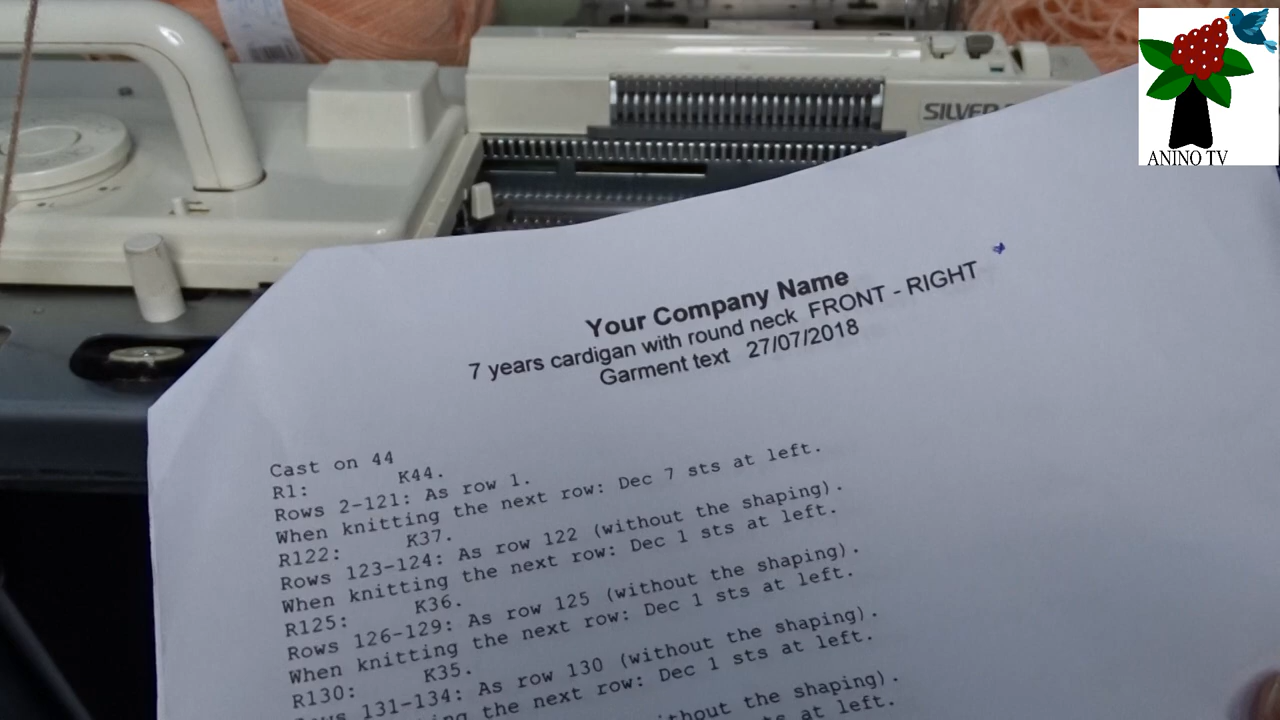 SILVER
ANINO TV
Your Company Name
7 years cardigan with round neck FRONT - RIGHT
Garment text 27/07/2018
Cast on 44
R1: K44.
Rows 2-121: As row 1.
When knitting the next row: Dec 7 sts at left.
R122: K37.
Rows 123-124: As row 122 (without the shaping).
When knitting the next row: Dec 1 sts at left.
R125: K36.
Rows 126-129: As row 125 (without the shaping).
When knitting the next row: Dec 1 sts at left.
R130: K35.
131-134: As row 130 (without the shaping).
the next row: Dec 1 sts at left.
the shaping).
at left.